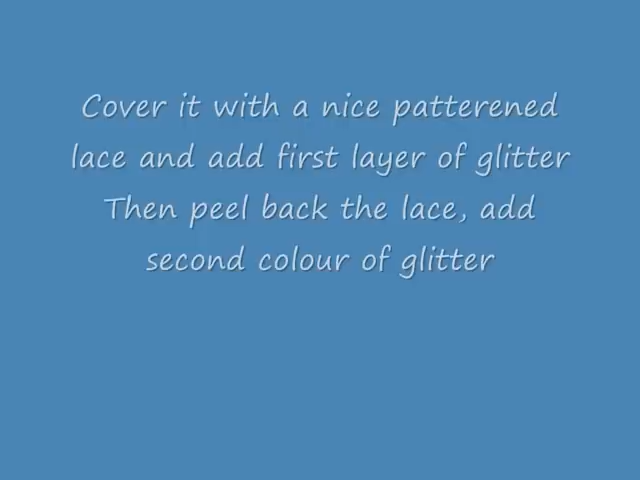 Cover it with a nice patterened
lace and add first layer of glitter
Then peel back the lace, add
second colour of glitter